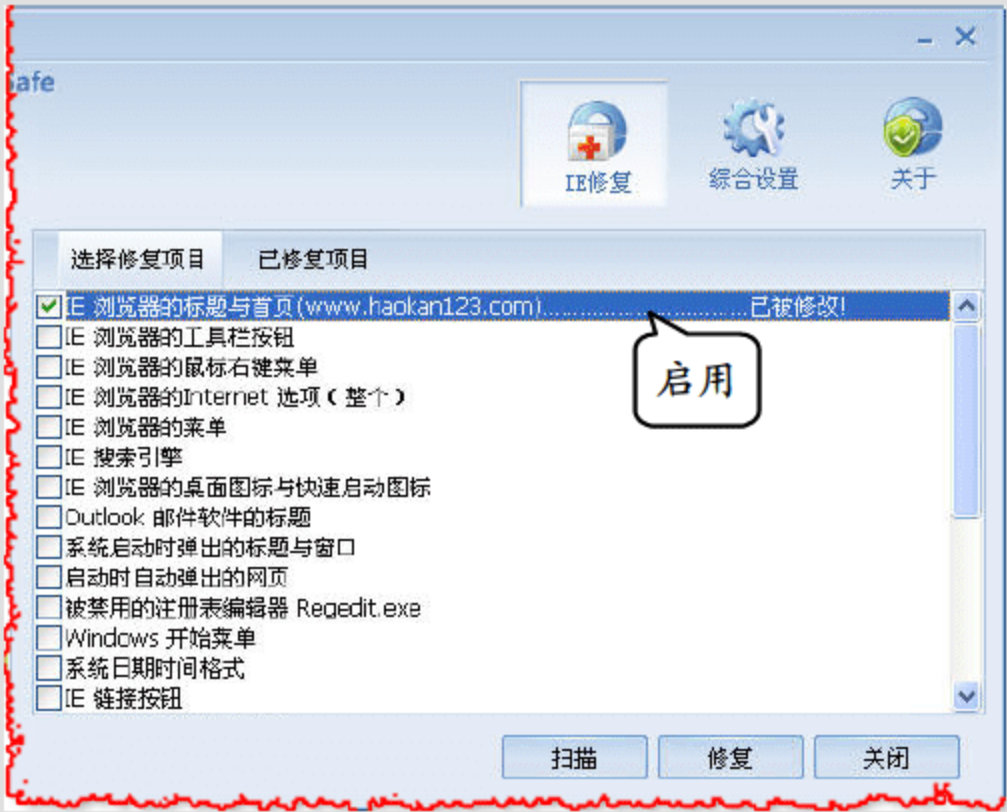 afe
IE修复
综合设置
关于
选择修复项目
已修复项目
IE 浏览器的标题与首页(www.haokan123.com)..................................已被修改!
IE 浏览器的工具栏按钮
IE 浏览器的鼠标右键菜单
IE 浏览器的Internet 选项（整个）
启用
IE 浏览器的菜单
IE 搜索引擎
IE 浏览器的桌面图标与快速启动图标
Outlook 邮件软件的标题
系统启动时弹出的标题与窗口
启动时自动弹出的网页
被禁用的注册表编辑器 Regedit.exe
Windows 开始菜单
系统日期时间格式
IE 链接按钮
扫描
修复
关闭